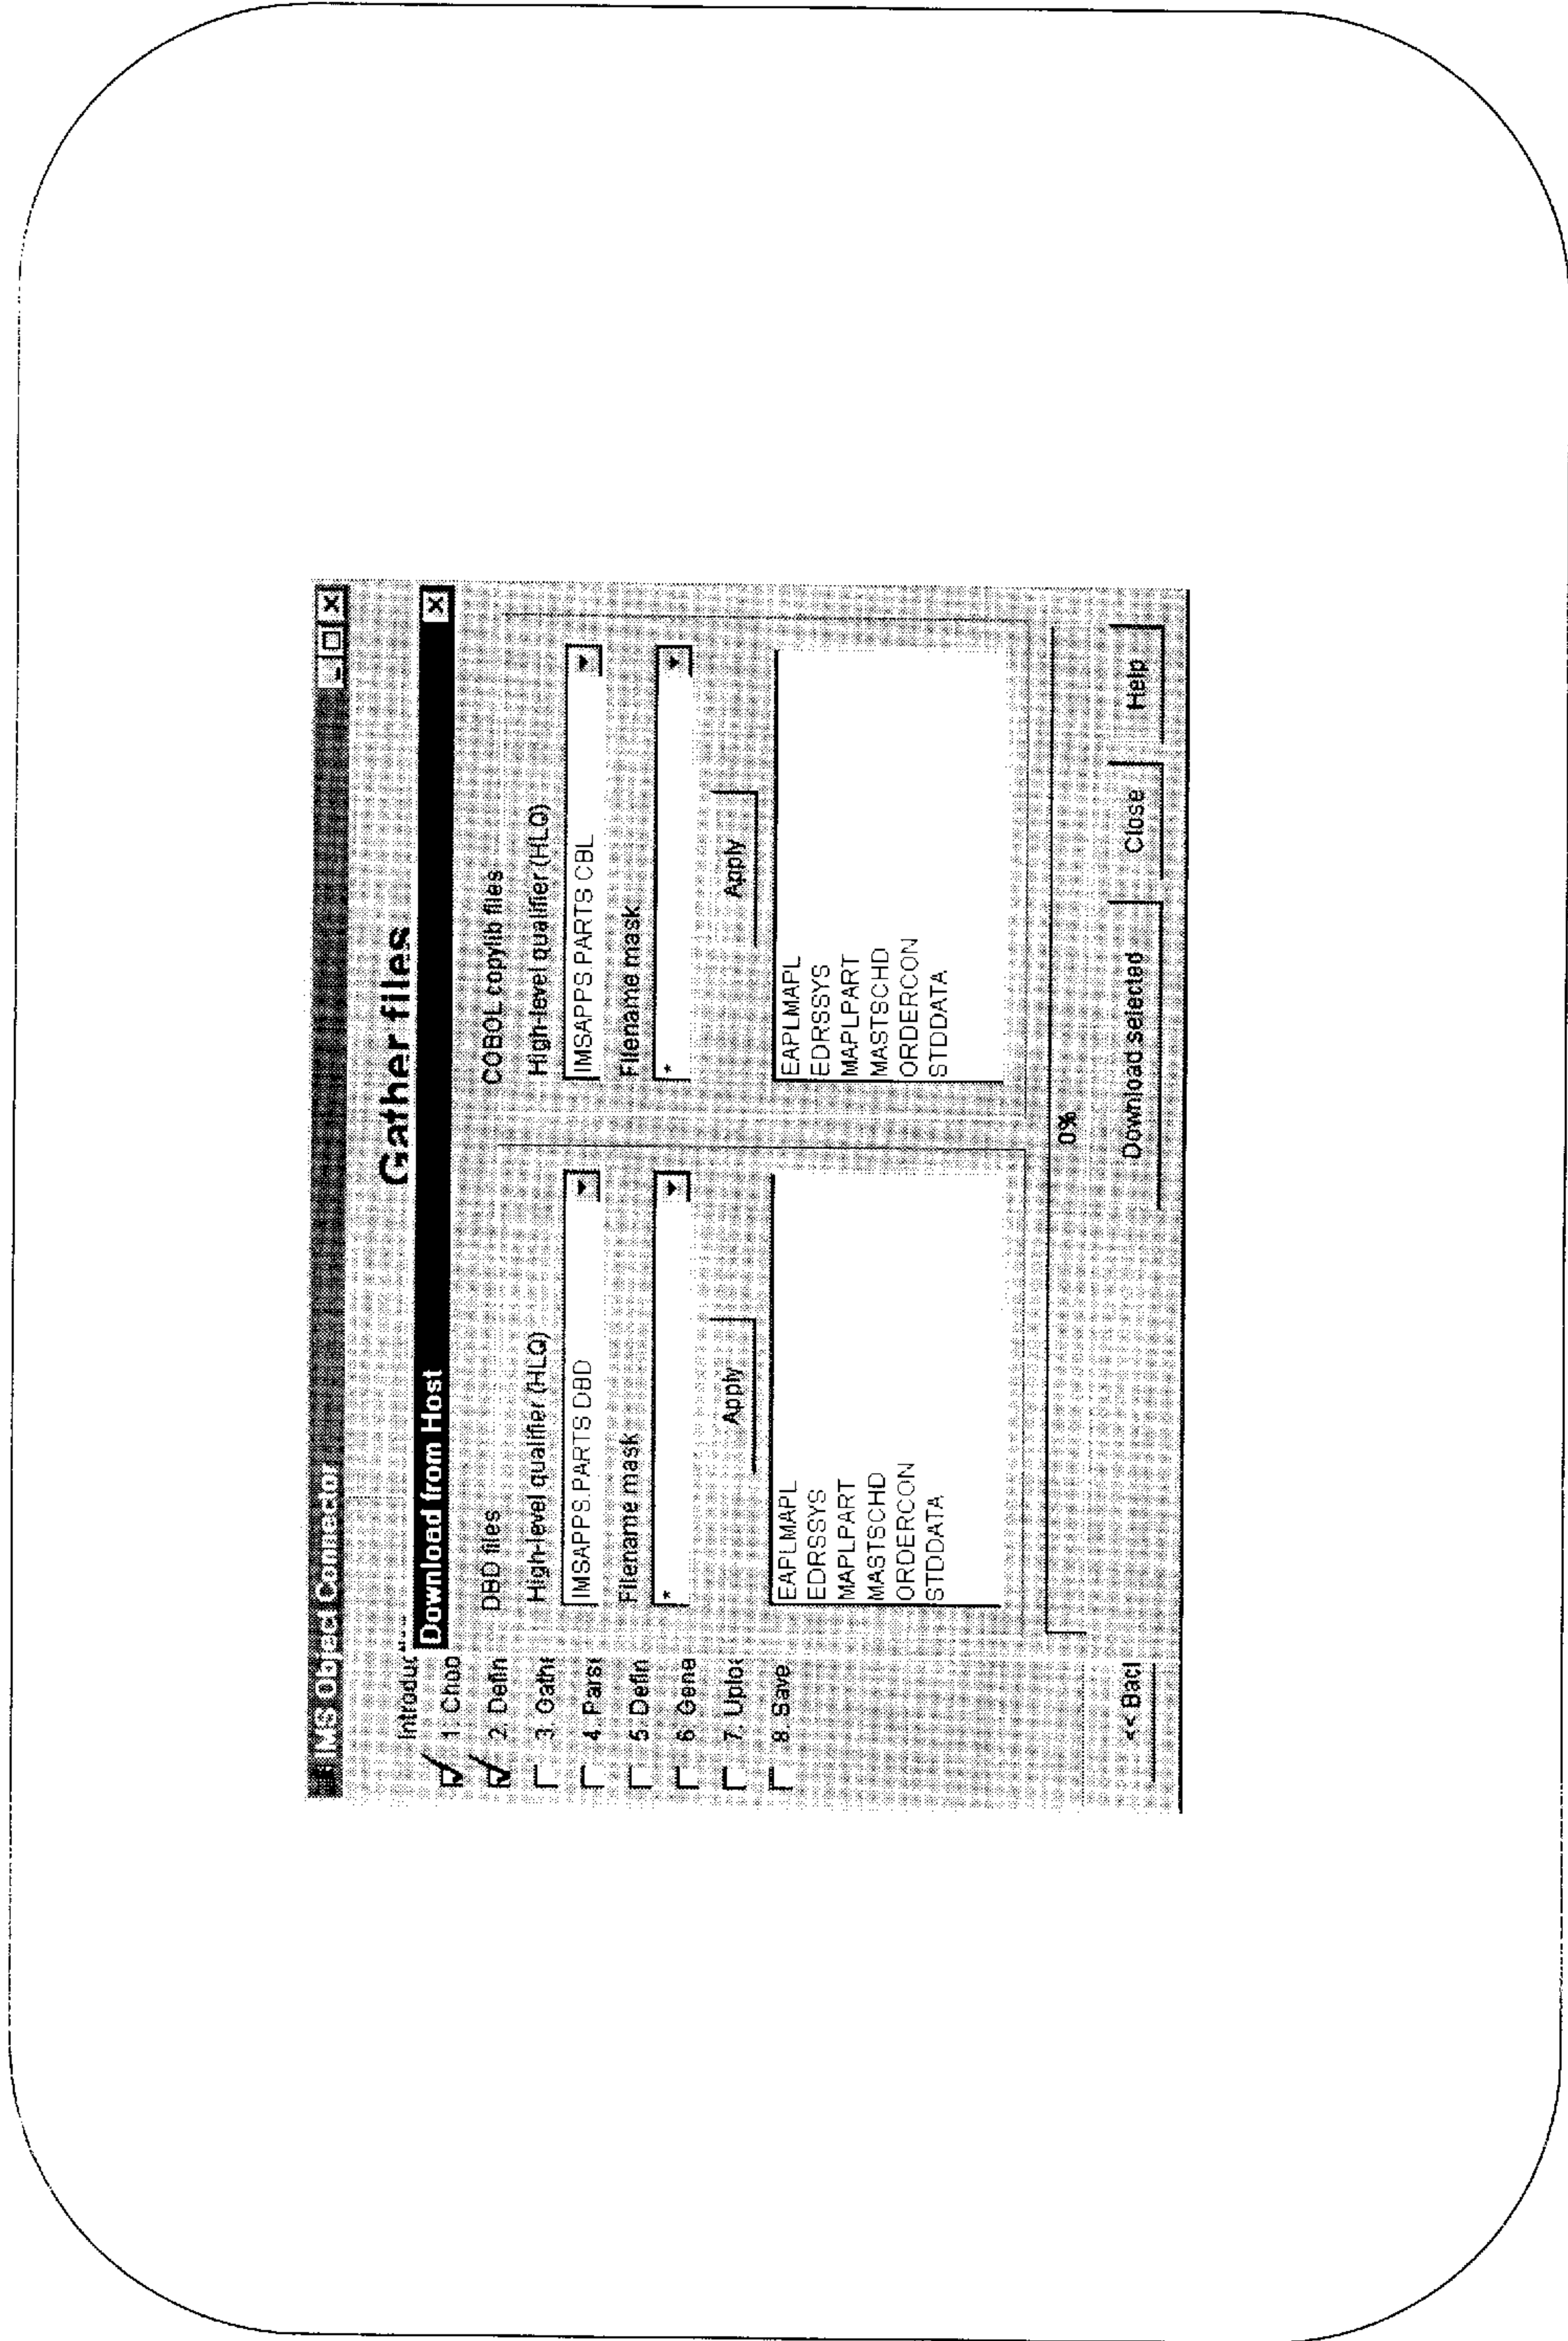 IMS Object Connector
Gather files
Introduc
Download from Host
1 Choo
2. Defin
3. Gath
4. Pars
5 Defin
6 Gene
7. Uploa
8. Save
DBD files
High-level qualifier (HLQ)
IMSAPPS.PARTS DBD
Filename mask
*
Apply
EAPLMAPL
EDRSSYS
MAPLPART
MASTSCHD
ORDERCON
STDDATA
COBOL copylib files
High-level qualifier (HLQ)
IMSAPPS PARTS CBL
Filename mask
*
Apply
EAPLMAPL
EDRSSYS
MAPLPART
MASTSCHD
ORDERCON
STDDATA
0%
<< Bacl
Download selected
Close
Help